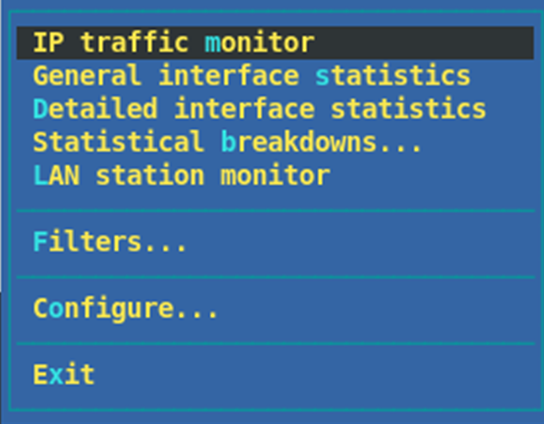 IP traffic monitor
General interface statistics
Detailed interface statistics
Statistical breakdowns...
LAN station monitor
Filters...
Configure...
Exit